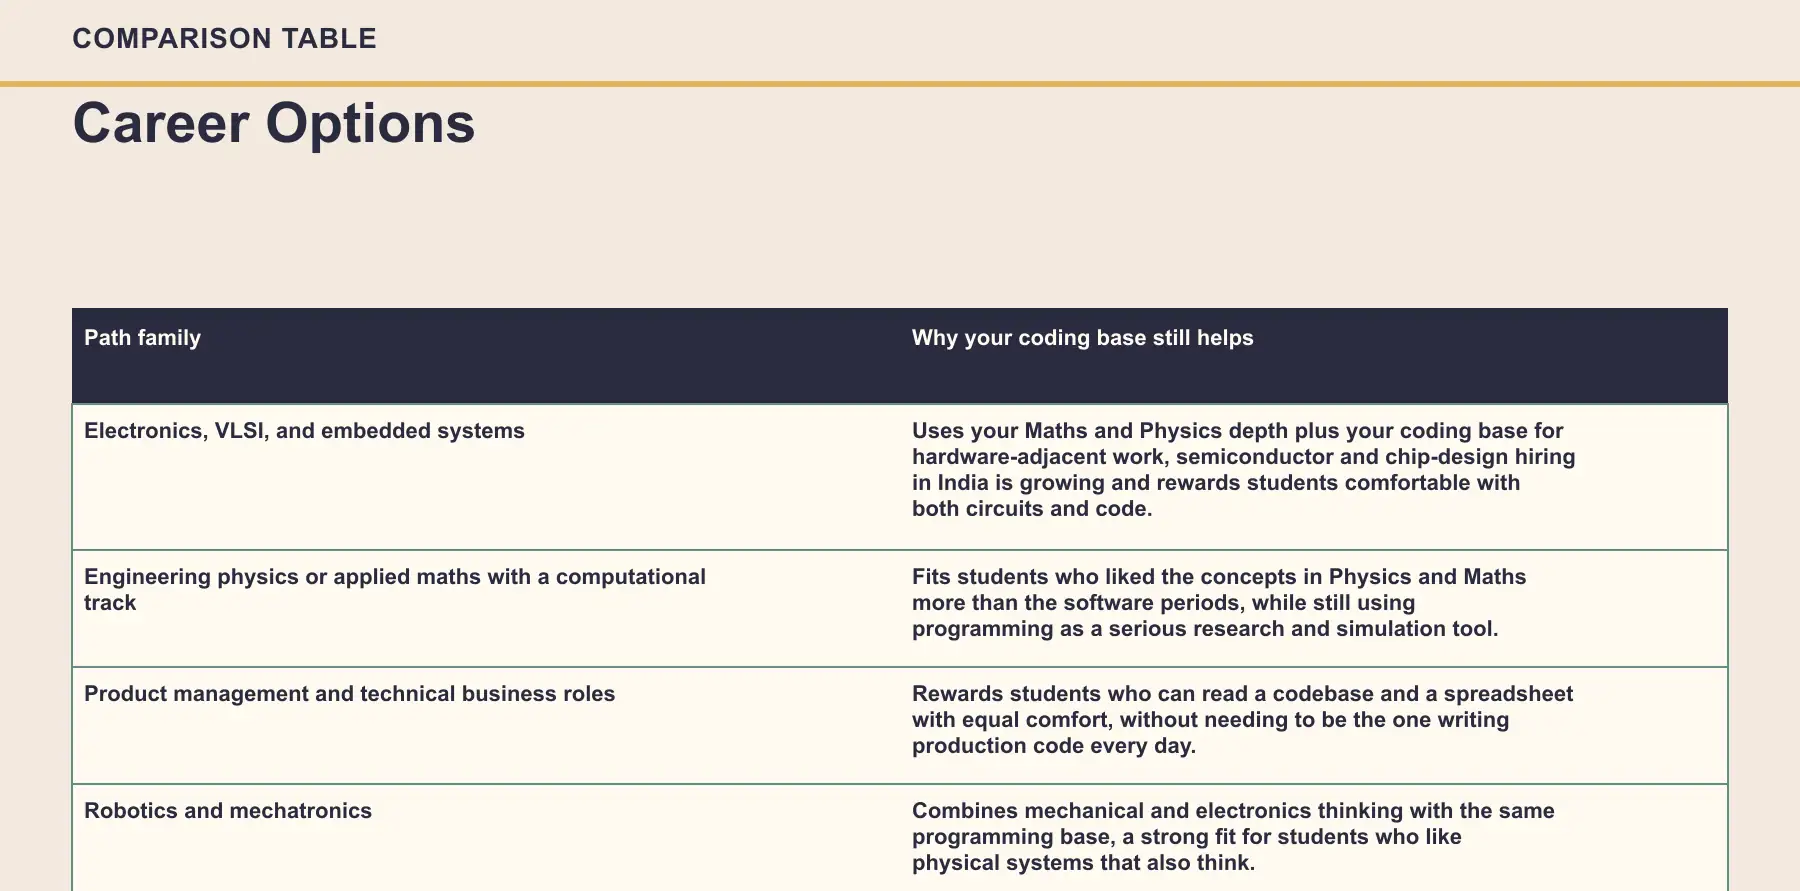 COMPARISON TABLE
Career Options
Path family
Why your coding base still helps
Electronics, VLSI, and embedded systems
Uses your Maths and Physics depth plus your coding base for
hardware-adjacent work, semiconductor and chip-design hiring
in India is growing and rewards students comfortable with
both circuits and code.
Engineering physics or applied maths with a computational
track
Fits students who liked the concepts in Physics and Maths
more than the software periods, while still using
programming as a serious research and simulation tool.
Product management and technical business roles
Rewards students who can read a codebase and a spreadsheet
with equal comfort, without needing to be the one writing
production code every day.
Robotics and mechatronics
Combines mechanical and electronics thinking with the same
programming base, a strong fit for students who like
physical systems that also think.